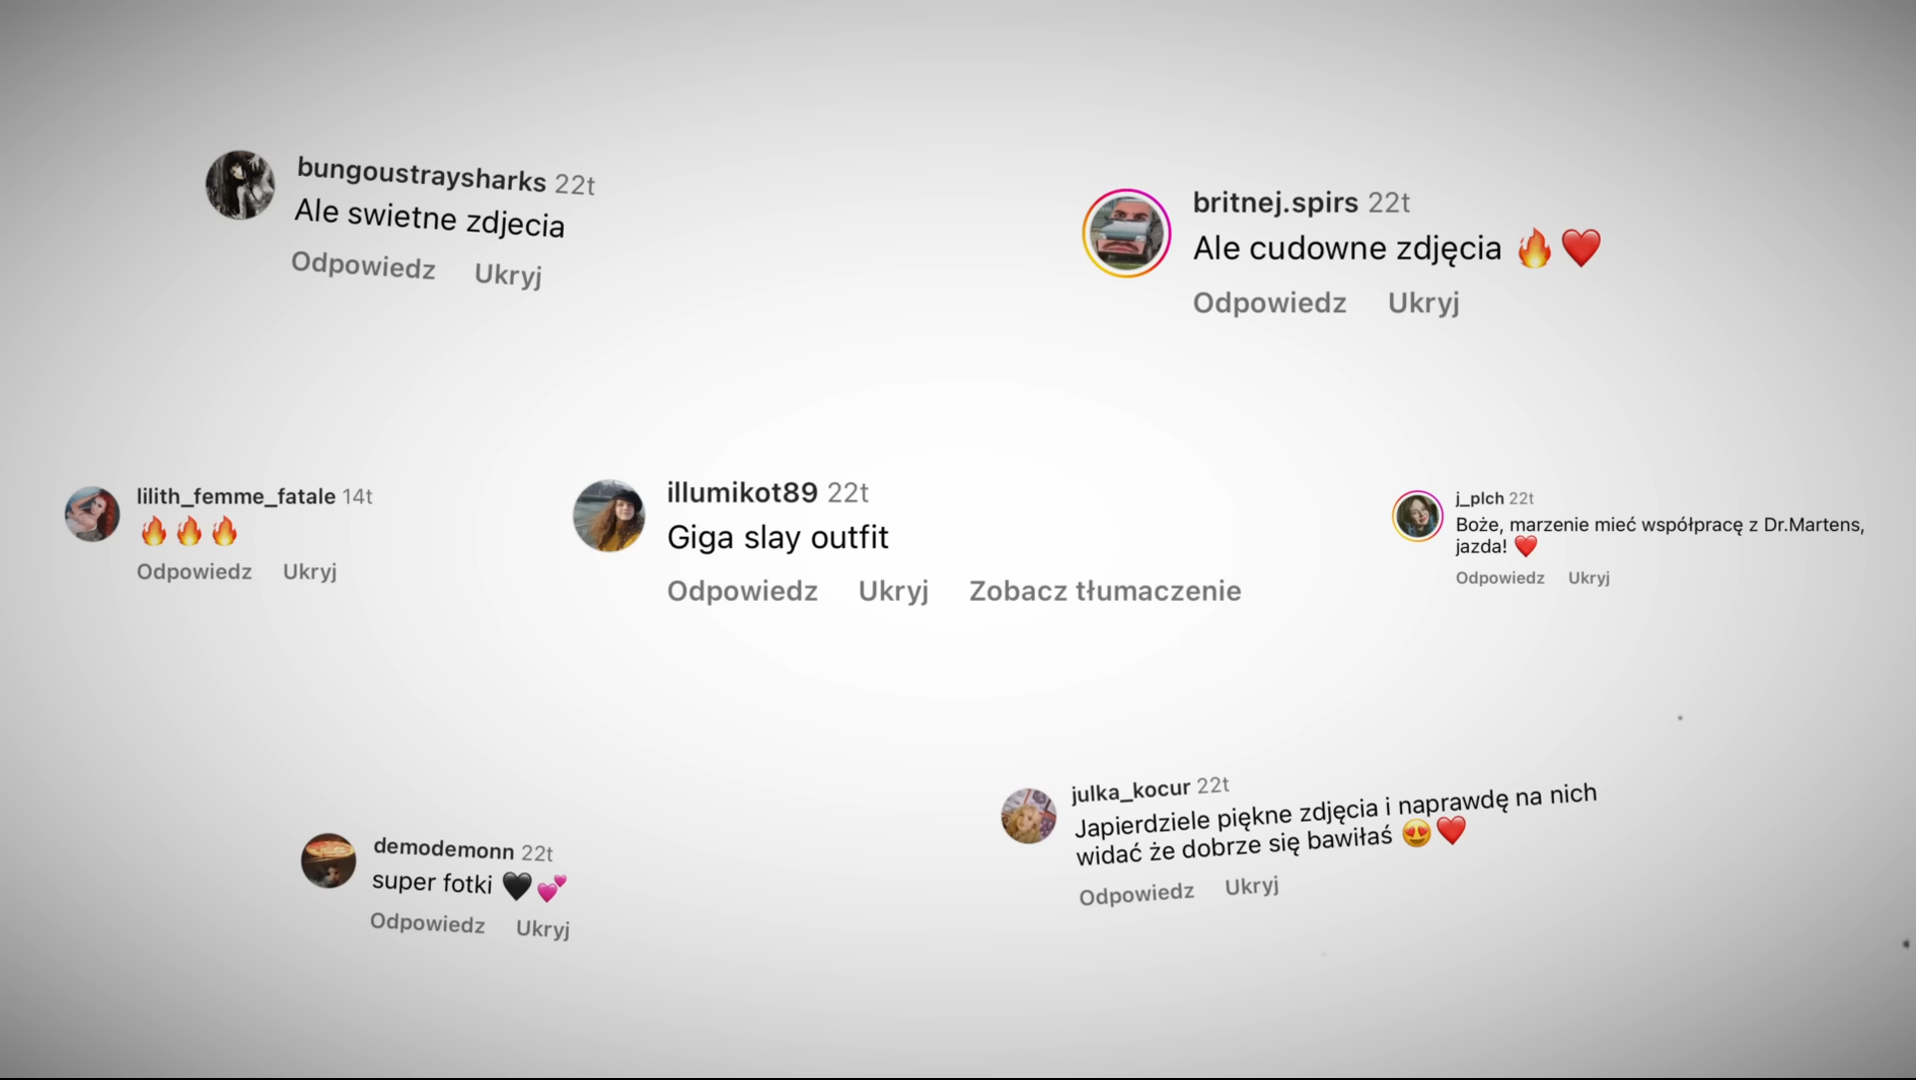 bungoustraysharks 22t
Ale swietne zdjecia
Odpowiedz Ukryj
britnej.spirs 22t
Ale cudowne zdjęcia 🔥❤️
Odpowiedz Ukryj
lilith_femme_fatale 14t
🔥🔥🔥
Odpowiedz Ukryj
illumikot89 22t
Giga slay outfit
Odpowiedz Ukryj Zobacz tłumaczenie
j_plch 22t
Boże, marzenie mieć współpracę z Dr.Martens,
jazda! ❤️
Odpowiedz Ukryj
demodemonn 22t
super fotki 🖤💕
Odpowiedz Ukryj
julka_kocur 22t
Japierdziele piękne zdjęcia i naprawdę na nich
widać że dobrze się bawiłaś 😍❤️
Odpowiedz Ukryj